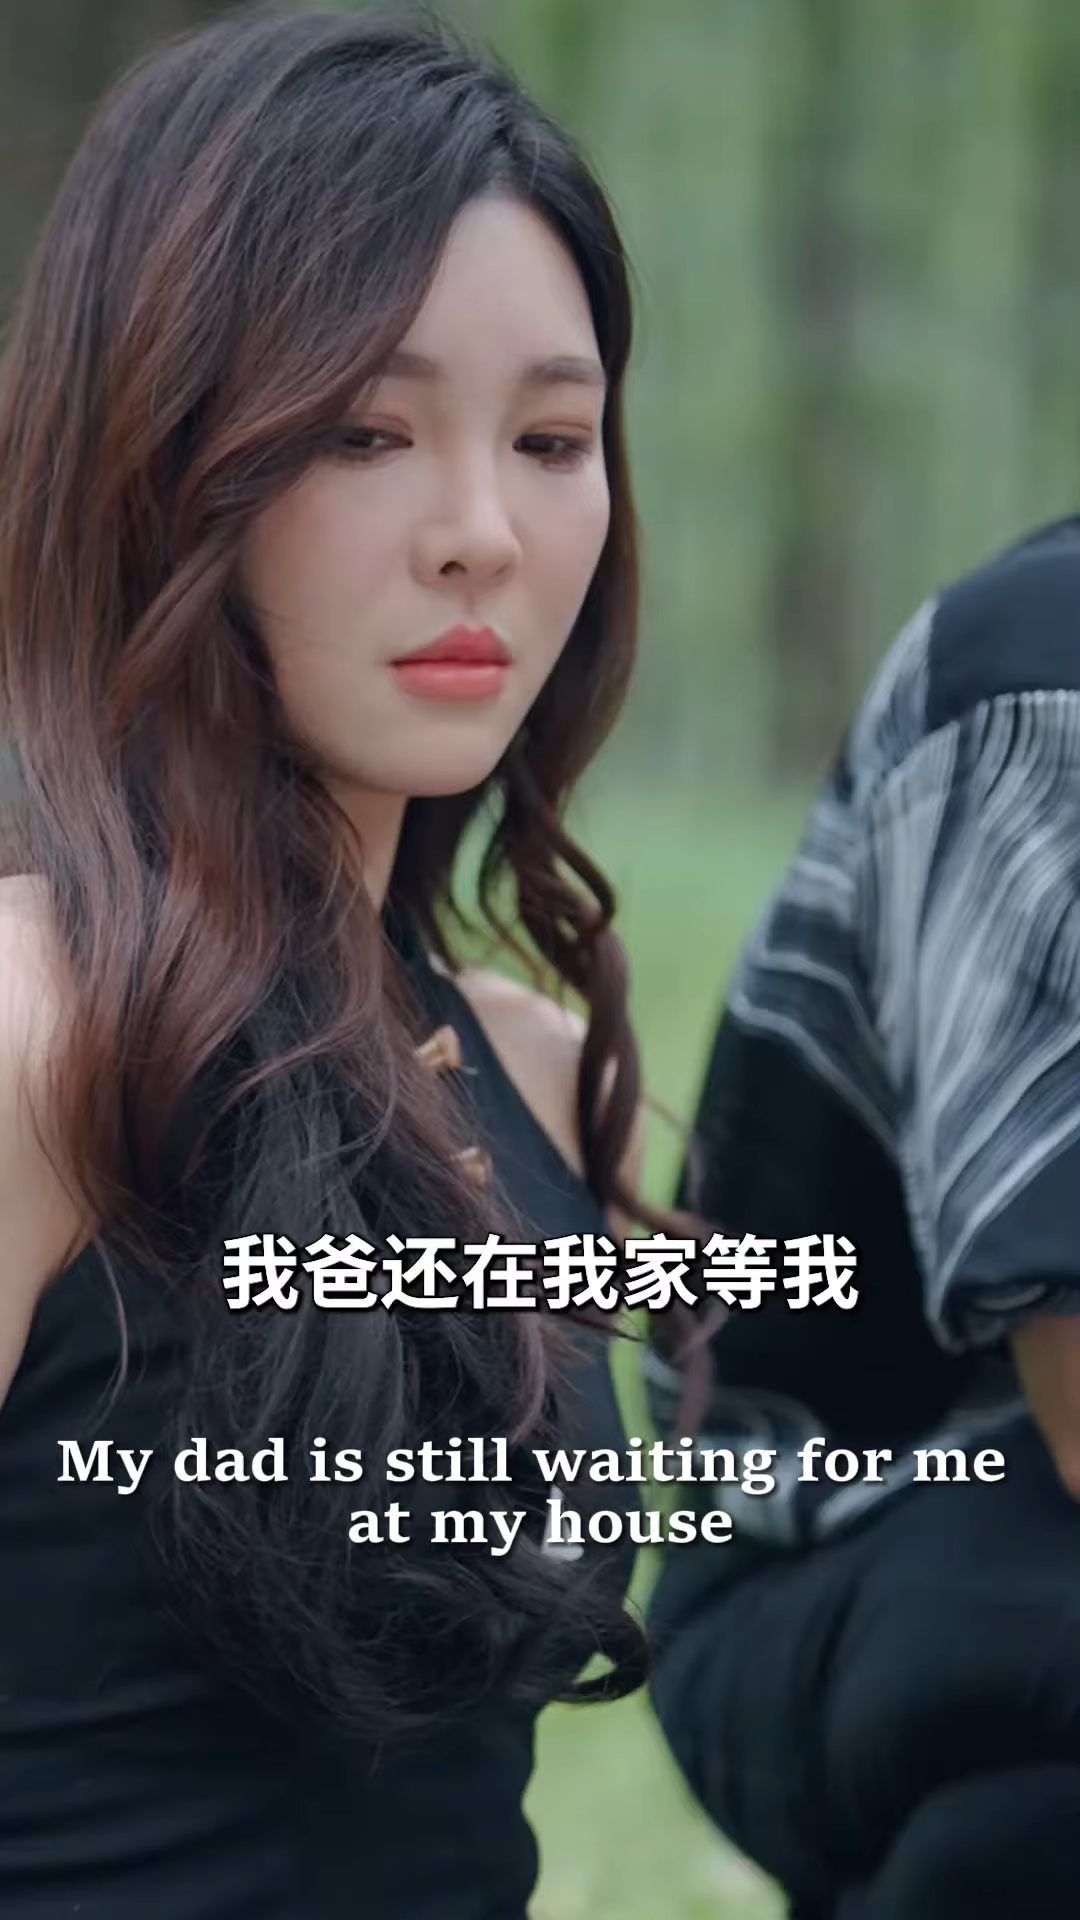 我爸还在我家等我
My dad is still waiting for me
at my house